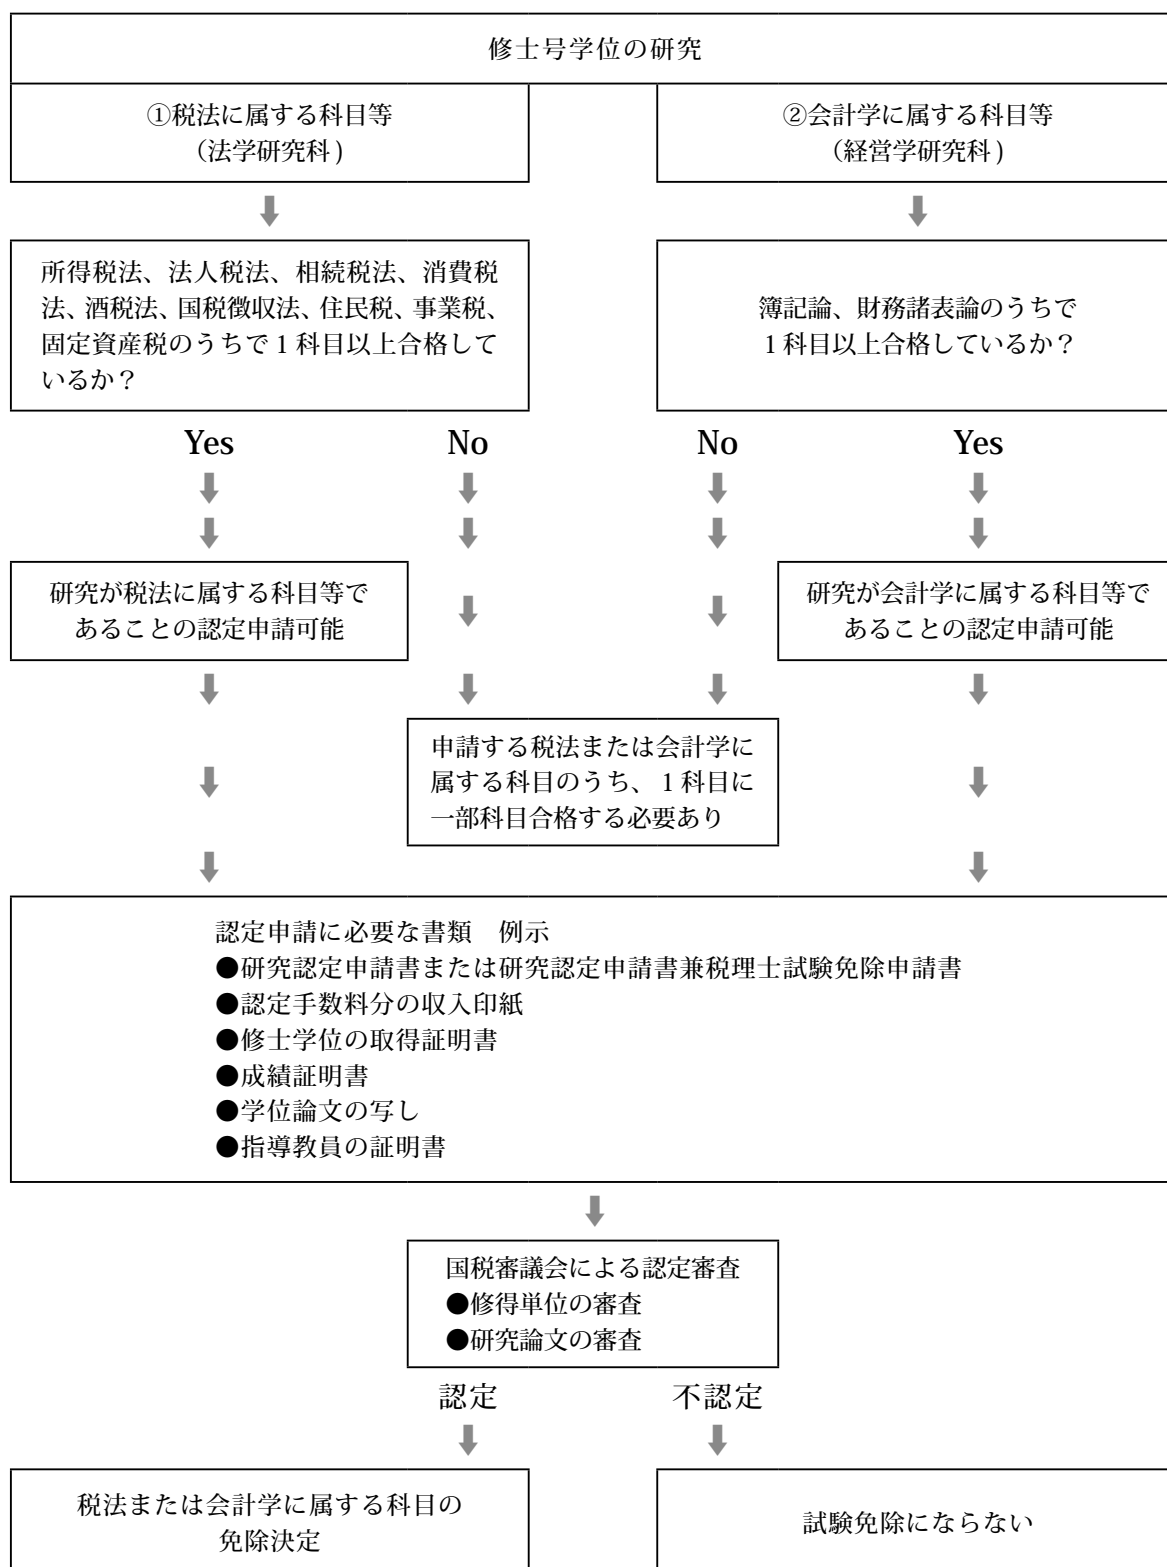 修士号学位の研究
①税法に属する科目等
（法学研究科）
②会計学に属する科目等
（経営学研究科）
所得税法、法人税法、相続税法、消費税
法、酒税法、国税徴収法、住民税、事業税、
固定資産税のうちで１科目以上合格して
いるか？
簿記論、財務諸表論のうちで
１科目以上合格しているか？
Yes
No
No
Yes
研究が税法に属する科目等で
あることの認定申請可能
研究が会計学に属する科目等で
あることの認定申請可能
申請する税法または会計学に
属する科目のうち、１科目に
一部科目合格する必要あり
認定申請に必要な書類　例示
●研究認定申請書または研究認定申請書兼税理士試験免除申請書
●認定手数料分の収入印紙
●修士学位の取得証明書
●成績証明書
●学位論文の写し
●指導教員の証明書
国税審議会による認定審査
●修得単位の審査
●研究論文の審査
認定
不認定
税法または会計学に属する科目の
免除決定
試験免除にならない